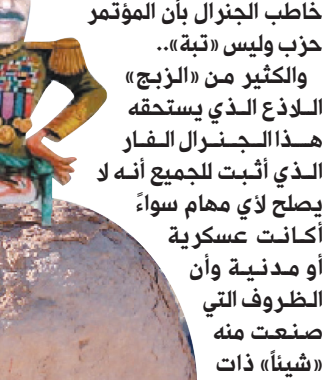 خاطب الجنرال بأن المؤتمر
حزب وليس «تبة»..
والكثير من «الزبج»
اللاذع الذي يستحقه
هذا الجنرال الفار
الذي أثبت للجميع أنه لا
يصلح لأي مهام سواءً
أكانت عسكرية
أو مدنية وأن
الظروف التي
صنعت منه
«شيئاً» ذات